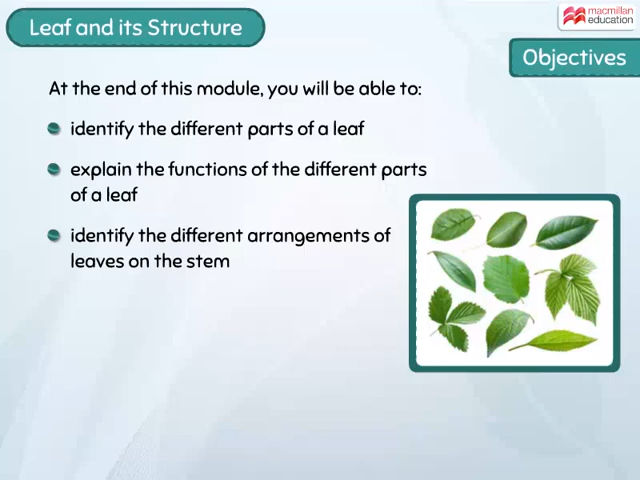 Leaf and its Structure
macmillan
education
Objectives
At the end of this module, you will be able to:
identify the different parts of a leaf
explain the functions of the different parts
of a leaf
identify the different arrangements of
leaves on the stem